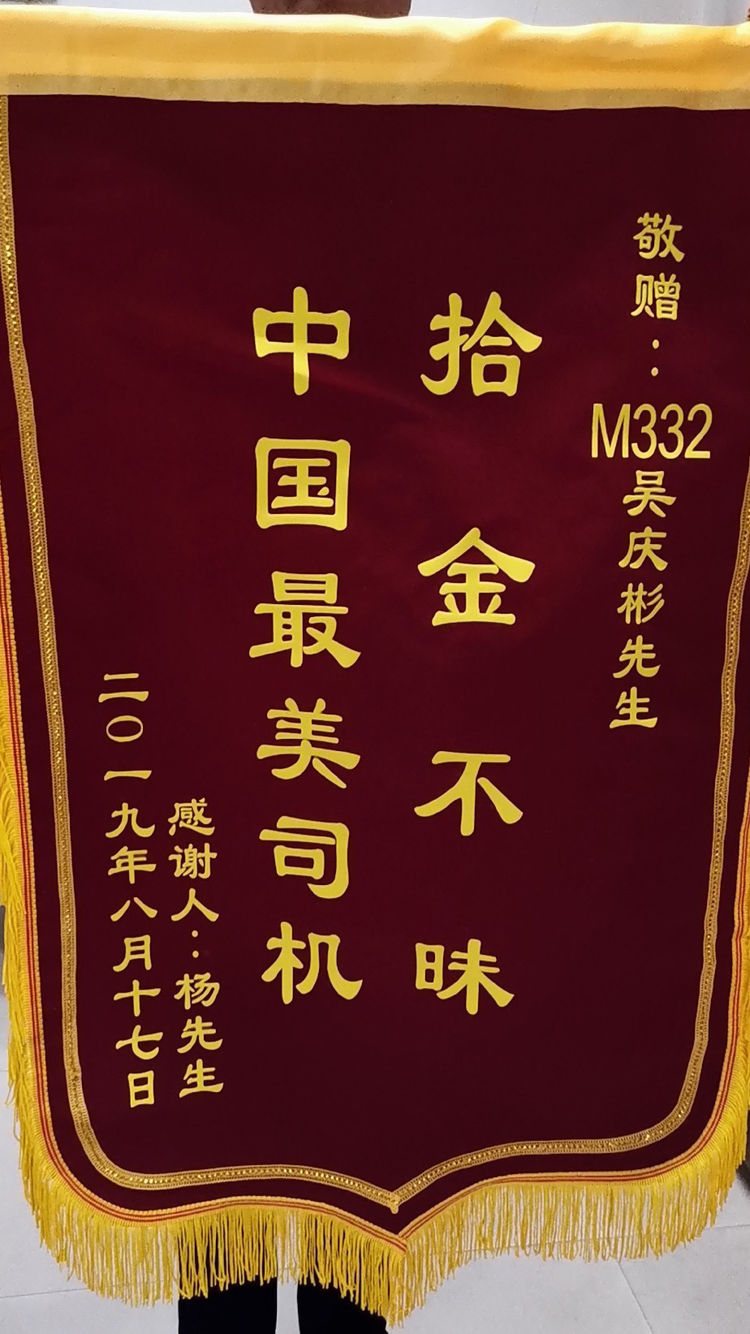 敬赠：
M332
吴庆彬先生
拾金不昧
中国最美司机
感谢人：杨先生
二〇一九年八月十七日